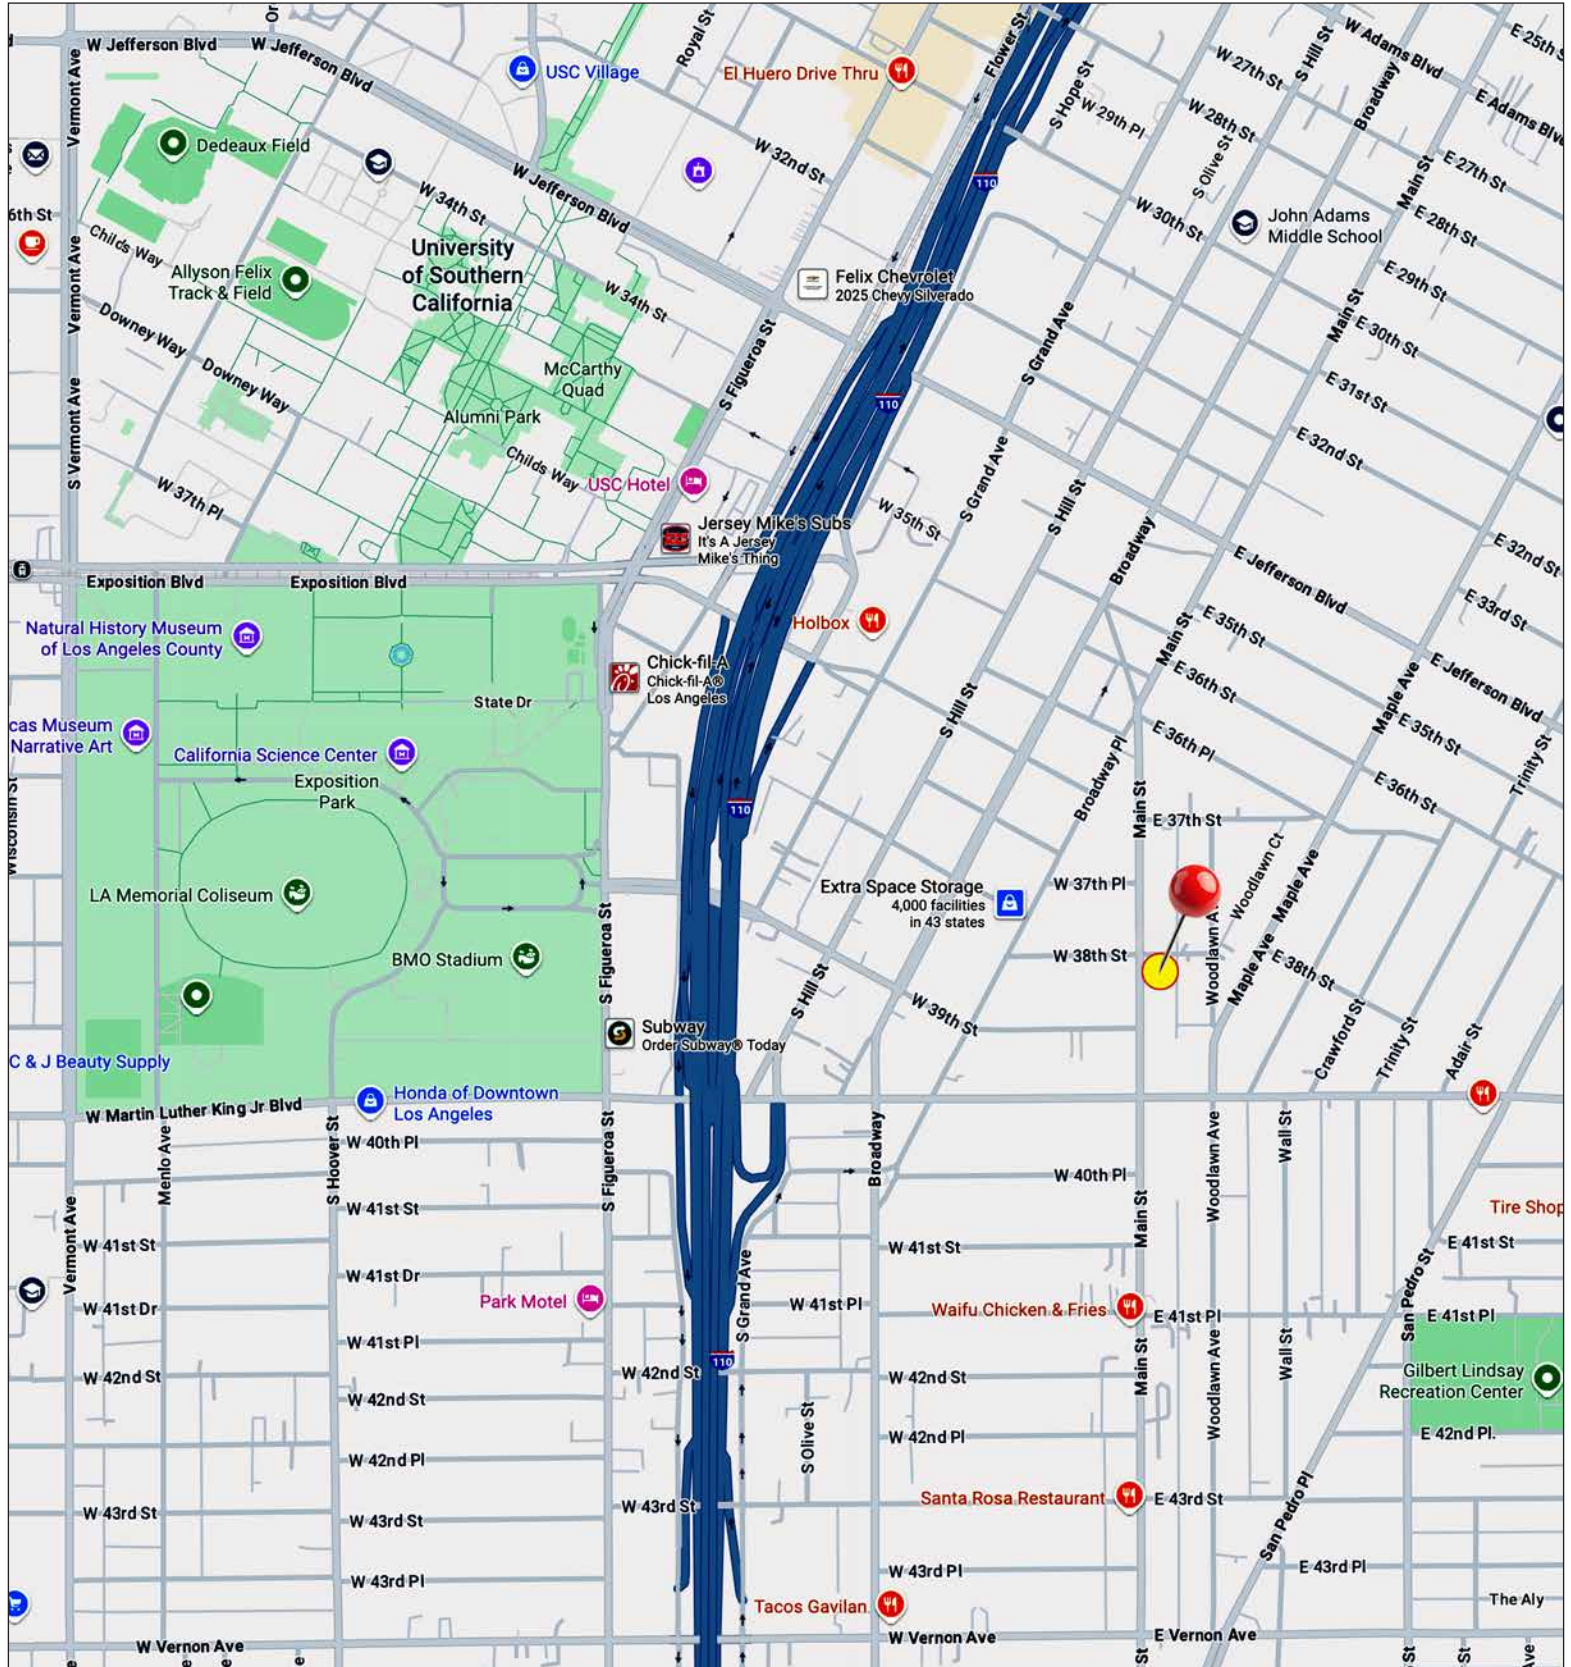 W Jefferson Blvd
W Jefferson Blvd
Vermont Ave
USC Village
Royal St
El Huero Drive Thru
Flower St
S Hope St
W 29th Pl
W 27th St
S Hill St
W Adams Blvd
E 25th S
W 28th St
Broadway
E Adams Blvd
Dedeaux Field
W 32nd St
W Jefferson Blvd
110
S Olive St
Main St
E 27th St
6th St
W 34th St
W 30th St
John Adams
Middle School
E 28th St
Childs Way
Vermont Ave
Allyson Felix
Track & Field
University
of Southern
California
W 34th St
Felix Chevrolet
2025 Chevy Silverado
E 29th St
Main St
E 30th St
Downey Way
Downey Way
McCarthy
Quad
S Figueroa St
S Grand Ave
E 31st St
S Vermont Ave
Alumni Park
110
E 32nd St
Childs Way
W 37th Pl
USC Hotel
S Grand Ave
S Hill St
W 35th St
Jersey Mike's Subs
It's A Jersey
Mike's Thing
Broadway
E 32nd St
E Jefferson Blvd
Exposition Blvd
Exposition Blvd
E 33rd St
Natural History Museum
of Los Angeles County
Holbox
Main St
E 35th St
E Jefferson Blvd
Chick-fil-A
Chick-fil-A®
Los Angeles
E 36th St
Maple Ave
State Dr
S Hill St
E 35th St
cas Museum
Narrative Art
California Science Center
E 36th Pl
Trinity St
Exposition
Park
Broadway Pl
E 36th St
Wisconsin St
110
Main St
E 37th St
LA Memorial Coliseum
Extra Space Storage
4,000 facilities
in 43 states
W 37th Pl
Woodlawn Ct
Maple Ave
BMO Stadium
S Figueroa St
W 38th St
Woodlawn A
Maple Ave
E 38th St
S Hill St
W 39th St
Subway
Order Subway® Today
Crawford St
Trinity St
Adair St
C & J Beauty Supply
Honda of Downtown
Los Angeles
W Martin Luther King Jr Blvd
Menlo Ave
S Hoover St
W 40th Pl
S Figueroa St
Broadway
W 40th Pl
Woodlawn Ave
Wall St
Vermont Ave
W 41st St
Main St
Tire Shop
W 41st St
W 41st St
E 41st St
W 41st Dr
S Grand Ave
San Pedro St
W 41st Dr
Park Motel
W 41st Pl
Waifu Chicken & Fries
E 41st Pl
E 41st Pl
W 41st Pl
Main St
Woodlawn Ave
Wall St
110
W 42nd St
W 42nd St
W 42nd St
Gilbert Lindsay
Recreation Center
W 42nd St
S Olive St
W 42nd Pl
E 42nd Pl.
W 42nd Pl
San Pedro Pl
W 43rd St
W 43rd St
W 43rd St
Santa Rosa Restaurant
E 43rd St
W 43rd Pl
W 43rd Pl
E 43rd Pl
Tacos Gavilan
The Aly
W Vernon Ave
W Vernon Ave
E Vernon Ave